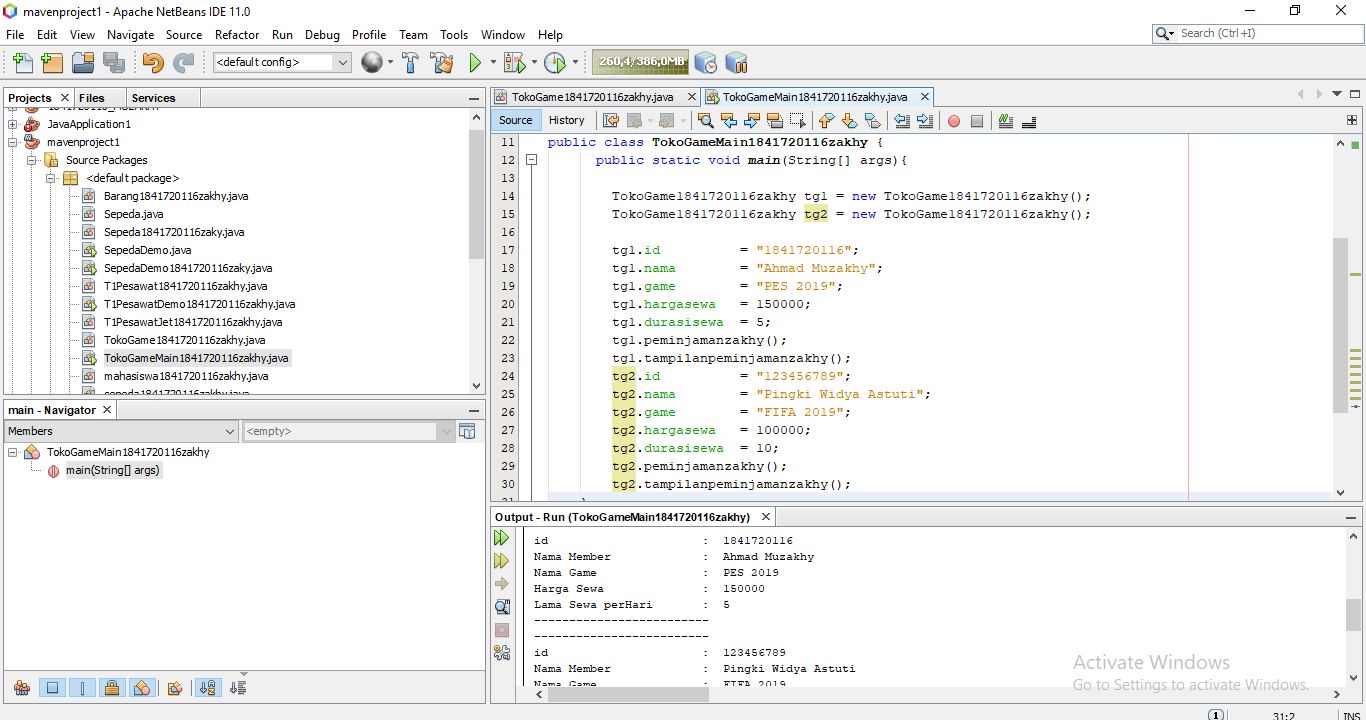 mavenproject1 - Apache NetBeans IDE 11.0
File Edit View Navigate Source Refactor Run Debug Profile Team Tools Window Help
Search (Ctrl+I)
<default config>
260,4/386,0MB
Projects Files Services
JavaApplication1
mavenproject1
Source Packages
<default package>
Barang1841720116zakhy.java
Sepeda.java
Sepeda1841720116zaky.java
SepedaDemo.java
SepedaDemo1841720116zaky.java
T1Pesawat1841720116zakhy.java
T1PesawatDemo1841720116zakhy.java
T1PesawatJet1841720116zakhy.java
TokoGame1841720116zakhy.java
TokoGameMain1841720116zakhy.java
mahasiswa1841720116zakhy.java
main - Navigator
Members
<empty>
TokoGameMain1841720116zakhy
main(String[] args)
TokoGame1841720116zakhy.java TokoGameMain1841720116zakhy.java
Source History
11 public class TokoGameMain1841720116zakhy {
12 public static void main(String[] args){
13
14 TokoGame1841720116zakhy tg1 = new TokoGame1841720116zakhy();
15 TokoGame1841720116zakhy tg2 = new TokoGame1841720116zakhy();
16
17 tg1.id = "1841720116";
18 tg1.nama = "Ahmad Muzakhy";
19 tg1.game = "PES 2019";
20 tg1.hargasewa = 150000;
21 tg1.durasisewa = 5;
22 tg1.peminjamanzakhy();
23 tg1.tampilanpeminjamanzakhy();
24 tg2.id = "123456789";
25 tg2.nama = "Pingki Widya Astuti";
26 tg2.game = "FIFA 2019";
27 tg2.hargasewa = 100000;
28 tg2.durasisewa = 10;
29 tg2.peminjamanzakhy();
30 tg2.tampilanpeminjamanzakhy();
Output - Run (TokoGameMain1841720116zakhy)
id : 1841720116
Nama Member : Ahmad Muzakhy
Nama Game : PES 2019
Harga Sewa : 150000
Lama Sewa perHari : 5
-------------------------
-------------------------
id : 123456789
Nama Member : Pingki Widya Astuti
Nama Game : FIFA 2019
Activate Windows
Go to Settings to activate Windows.
1 31:2 INS